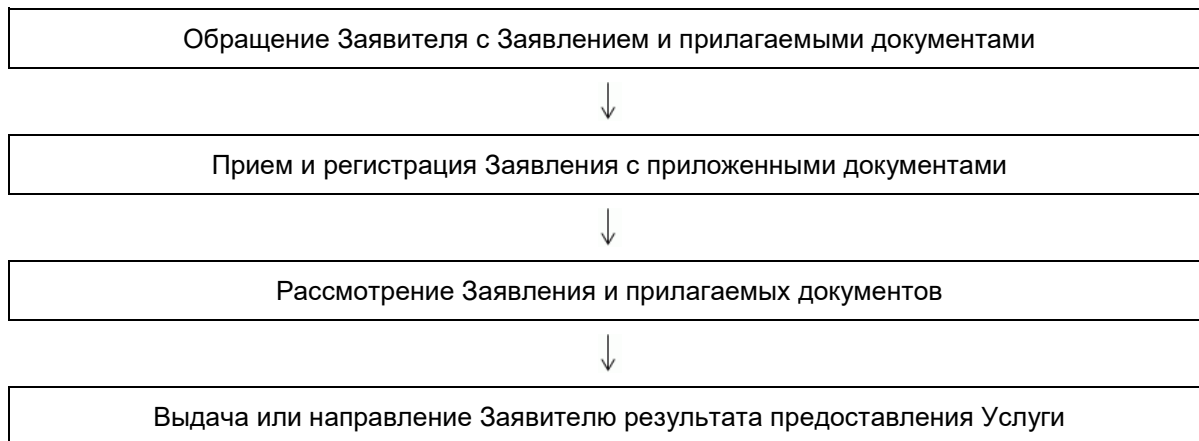 Обращение Заявителя с Заявлением и прилагаемыми документами
Прием и регистрация Заявления с приложенными документами
Рассмотрение Заявления и прилагаемых документов
Выдача или направление Заявителю результата предоставления Услуги